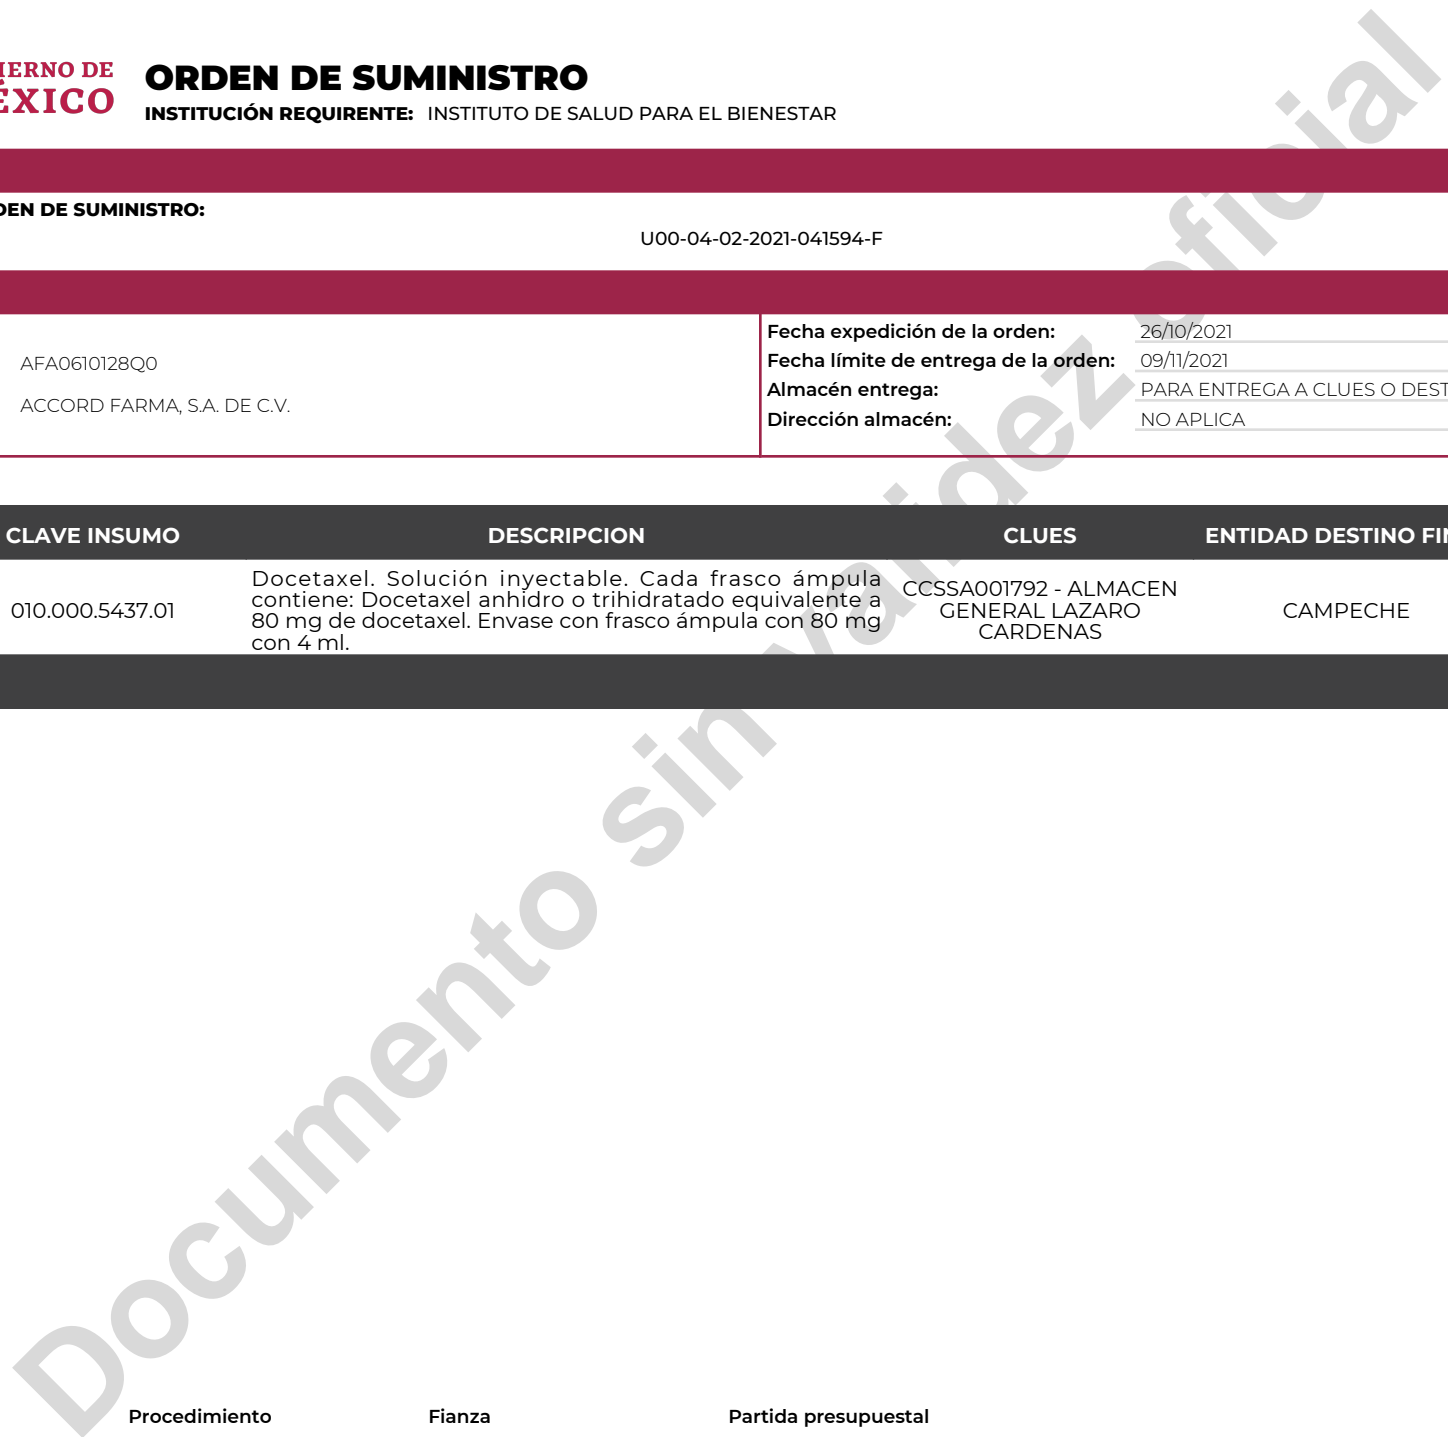 IERNO DE
ÉXICO
ORDEN DE SUMINISTRO
INSTITUCIÓN REQUIRENTE: INSTITUTO DE SALUD PARA EL BIENESTAR
DEN DE SUMINISTRO:
U00-04-02-2021-041594-F
AFA0610128Q0
ACCORD FARMA, S.A. DE C.V.
Fecha expedición de la orden: 26/10/2021
Fecha límite de entrega de la orden: 09/11/2021
Almacén entrega: PARA ENTREGA A CLUES O DEST
Dirección almacén: NO APLICA
CLAVE INSUMO DESCRIPCION CLUES ENTIDAD DESTINO FIN
010.000.5437.01
Docetaxel. Solución inyectable. Cada frasco ámpula
contiene: Docetaxel anhidro o trihidratado equivalente a
80 mg de docetaxel. Envase con frasco ámpula con 80 mg
con 4 ml.
CCSSA001792 - ALMACEN
GENERAL LAZARO
CARDENAS
CAMPECHE
Documento sin validez oficial
Procedimiento Fianza Partida presupuestal